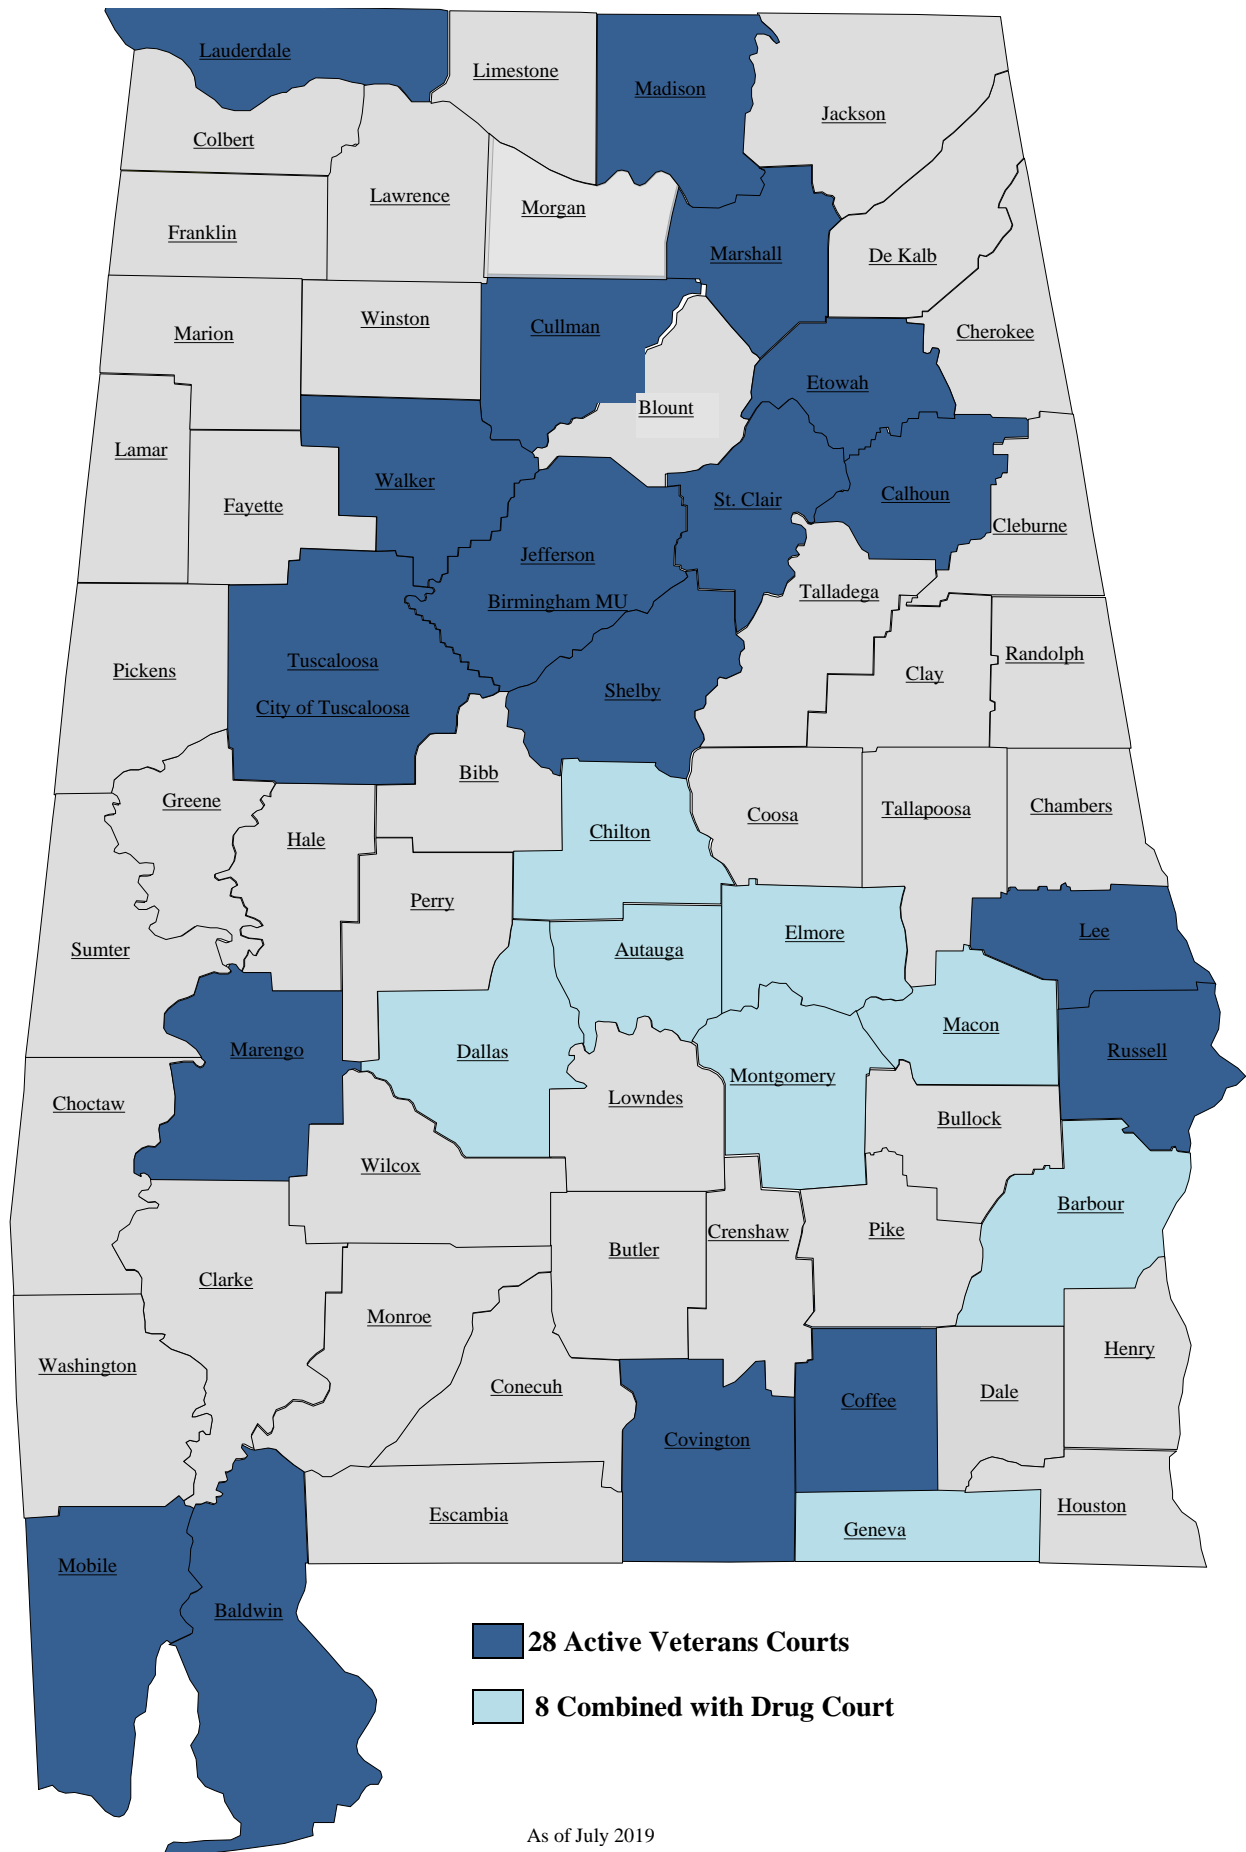 Lauderdale
Limestone
Madison
Jackson
Colbert
Lawrence
Morgan
Franklin
Marshall
De Kalb
Marion
Winston
Cullman
Cherokee
Etowah
Blount
Lamar
Walker
St. Clair
Calhoun
Fayette
Cleburne
Jefferson
Birmingham MU
Talladega
Tuscaloosa
City of Tuscaloosa
Pickens
Shelby
Clay
Randolph
Bibb
Greene
Hale
Chilton
Coosa
Tallapoosa
Chambers
Perry
Sumter
Autauga
Elmore
Lee
Marengo
Dallas
Macon
Russell
Montgomery
Choctaw
Lowndes
Bullock
Wilcox
Barbour
Crenshaw
Pike
Butler
Clarke
Monroe
Washington
Conecuh
Henry
Dale
Coffee
Covington
Escambia
Geneva
Houston
Mobile
Baldwin
28 Active Veterans Courts
8 Combined with Drug Court
As of July 2019